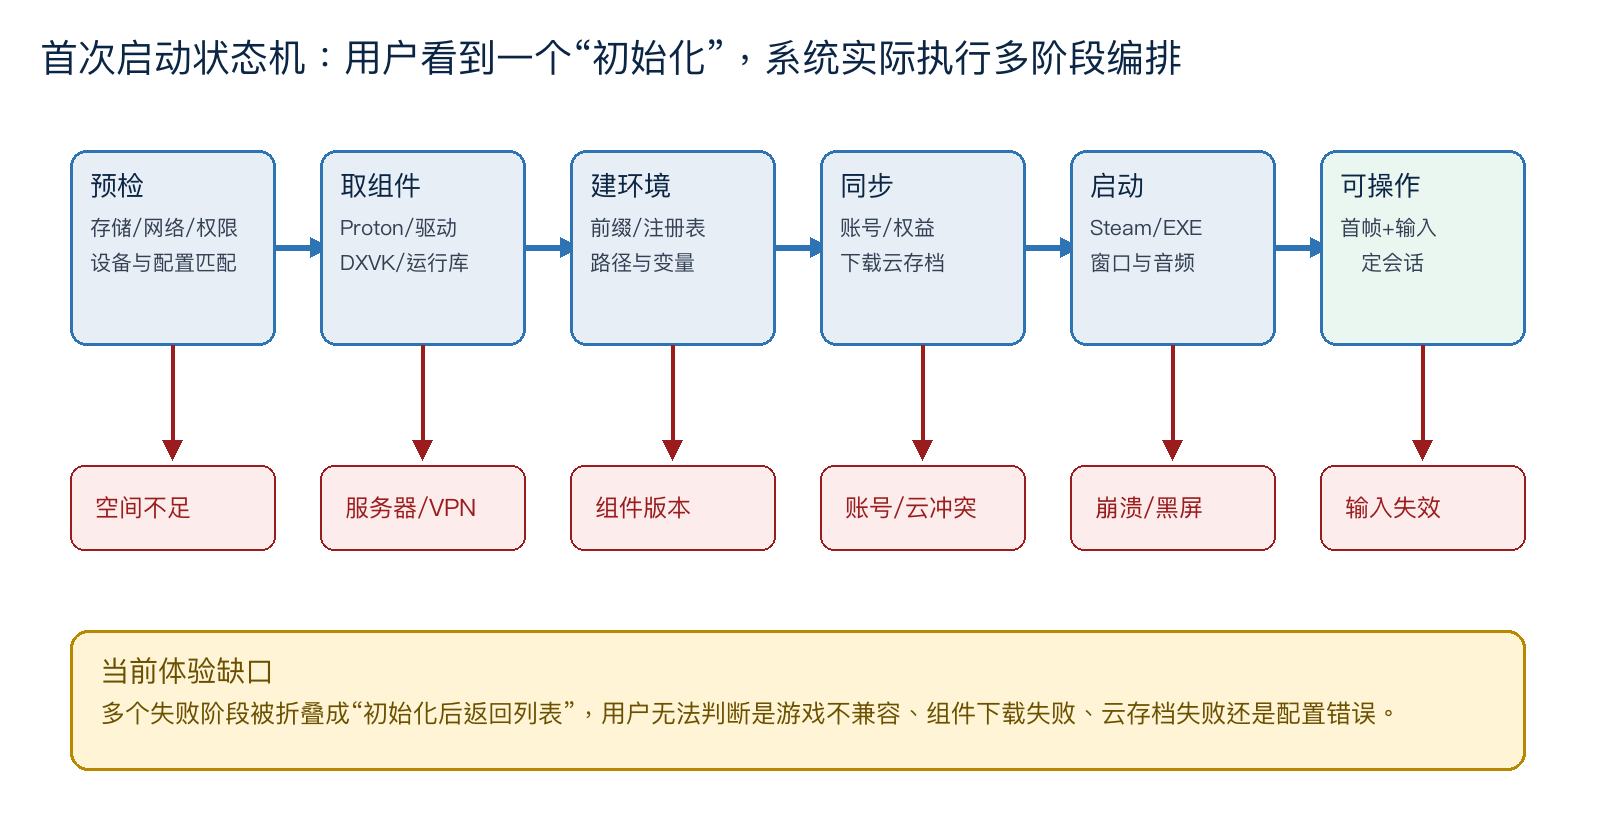 首次启动状态机：用户看到一个“初始化”，系统实际执行多阶段编排
预检
存储/网络/权限
设备与配置匹配
取组件
Proton/驱动
DXVK/运行库
建环境
前缀/注册表
路径与变量
同步
账号/权益
下载云存档
启动
Steam/EXE
窗口与音频
可操作
首帧+输入
定会话
空间不足
服务器/VPN
组件版本
账号/云冲突
崩溃/黑屏
输入失效
当前体验缺口
多个失败阶段被折叠成“初始化后返回列表”，用户无法判断是游戏不兼容、组件下载失败、云存档失败还是配置错误。